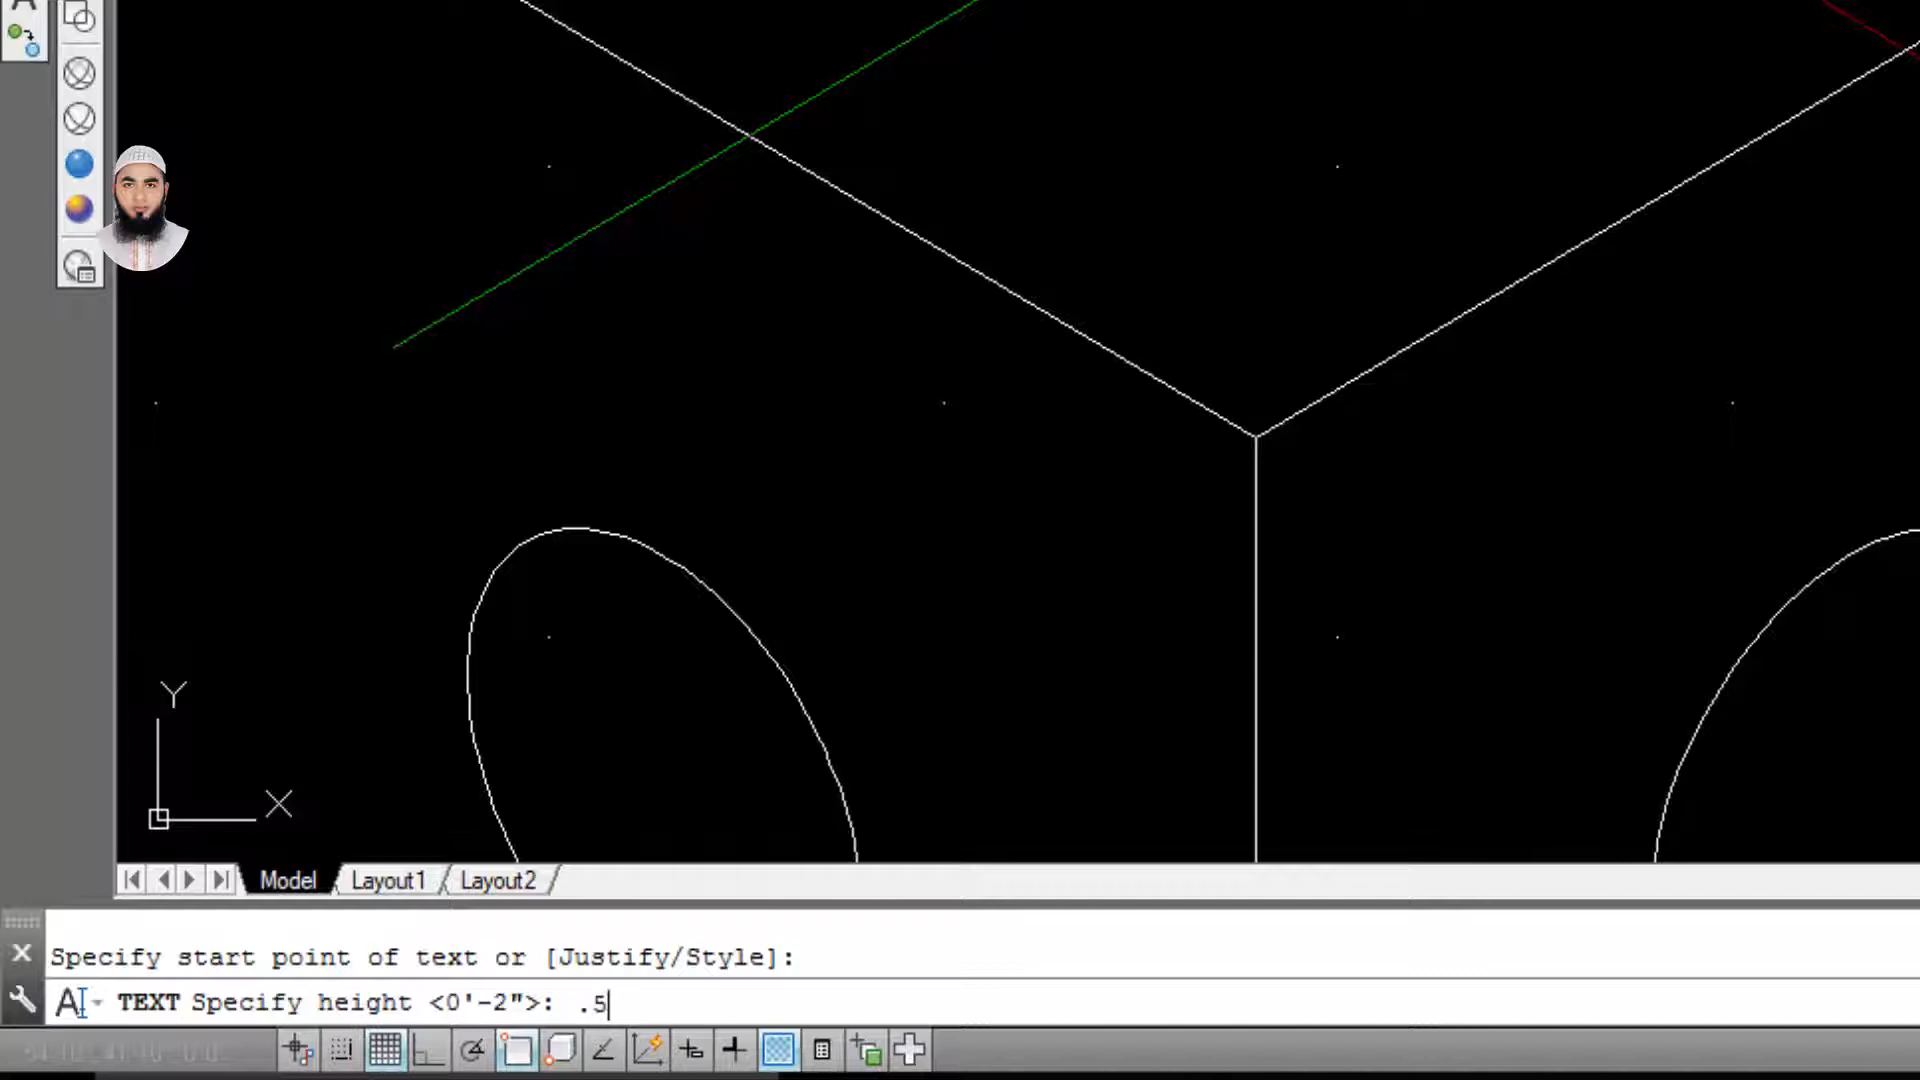 A
Y
X
Model
Layout1
Layout2
Specify start point of text or [Justify/Style]:
TEXT Specify height <0'-2">: .5